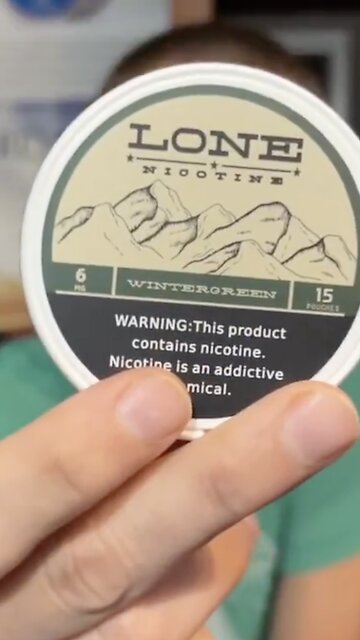 LONE
NICOTINE
6
MG
WINTERGREEN
15
POUCHES
WARNING:This product
contains nicotine.
Nicotine is an addictive
mical.